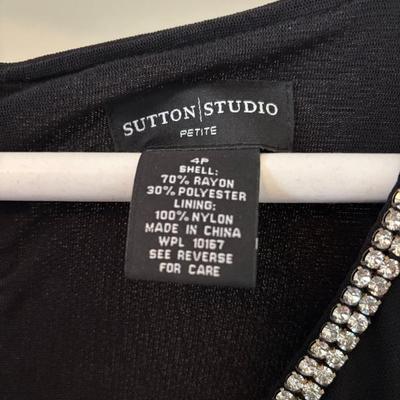 SUTTON|STUDIO
PETITE
4P
SHELL:
70% RAYON
30% POLYESTER
LINING:
100% NYLON
MADE IN CHINA
WPL 10167
SEE REVERSE
FOR CARE